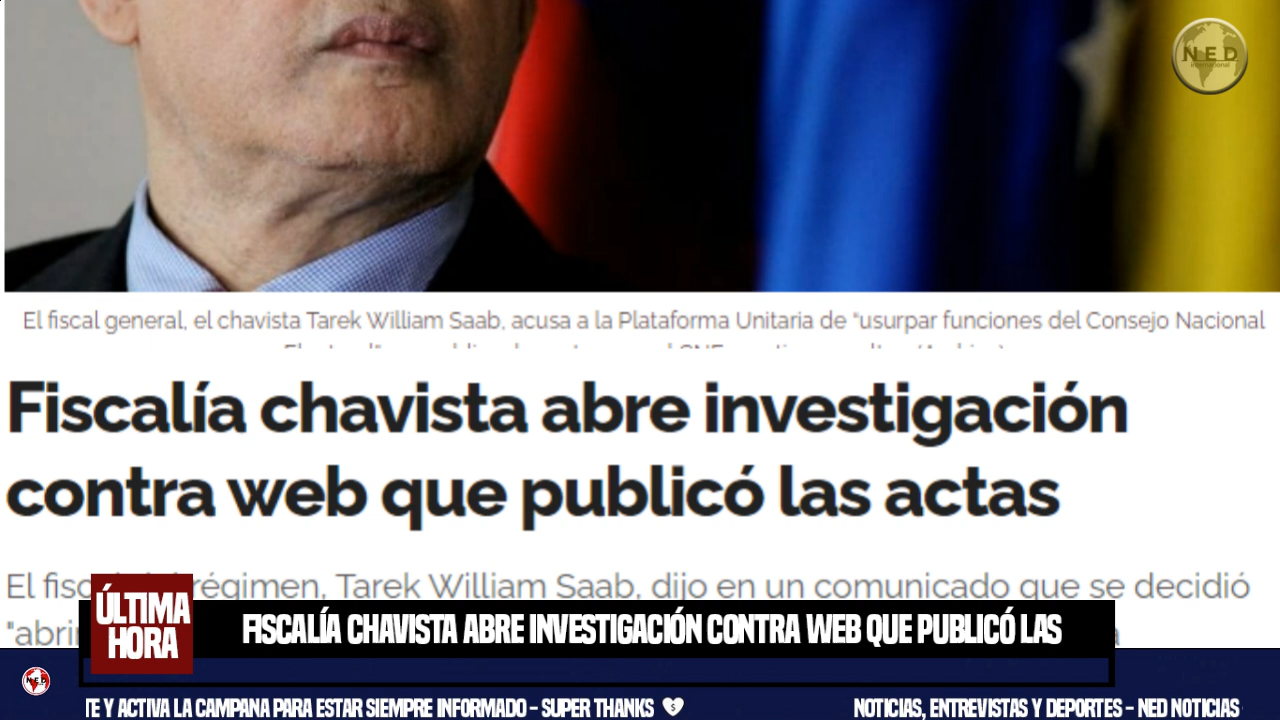 NED
international
El fiscal general, el chavista Tarek William Saab, acusa a la Plataforma Unitaria de “usurpar funciones del Consejo Nacional
Fiscalía chavista abre investigación
contra web que publicó las actas
El régimen, Tarek William Saab, dijo en un comunicado que se decidió
ÚLTIMA
HORA
FISCALÍA CHAVISTA ABRE INVESTIGACIÓN CONTRA WEB QUE PUBLICÓ LAS
NED
TE Y ACTIVA LA CAMPANA PARA ESTAR SIEMPRE INFORMADO - SUPER THANKS
NOTICIAS, ENTREVISTAS Y DEPORTES - NED NOTICIAS